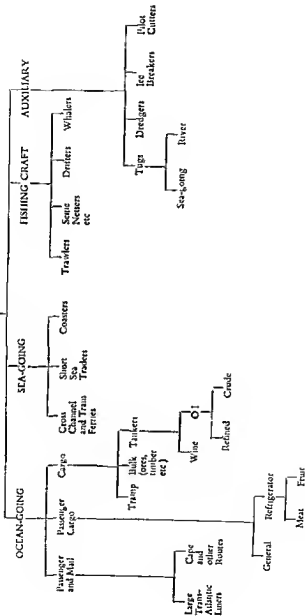 OCEAN-GOING
SEA-GOING
FISHING CRAFT
AUXILIARY
Passenger
and Mail
Passenger
Cargo
Cargo
Cross
Channel
and Train
Ferries
Short
Sea
Traders
Coasters
Trawlers
Seine
Netters
etc
Drifters
Whalers
Tugs
Dredgers
Ice
Breakers
Pilot
Cutters
Large
Trans-
Atlantic
Liners
Cape
and
other
Routes
General
Refrigerator
Meat
Fruit
Tramp
Bulk
(ores,
timber
etc)
Tankers
Wine
O I
Refined
Crude
Sea-going
River